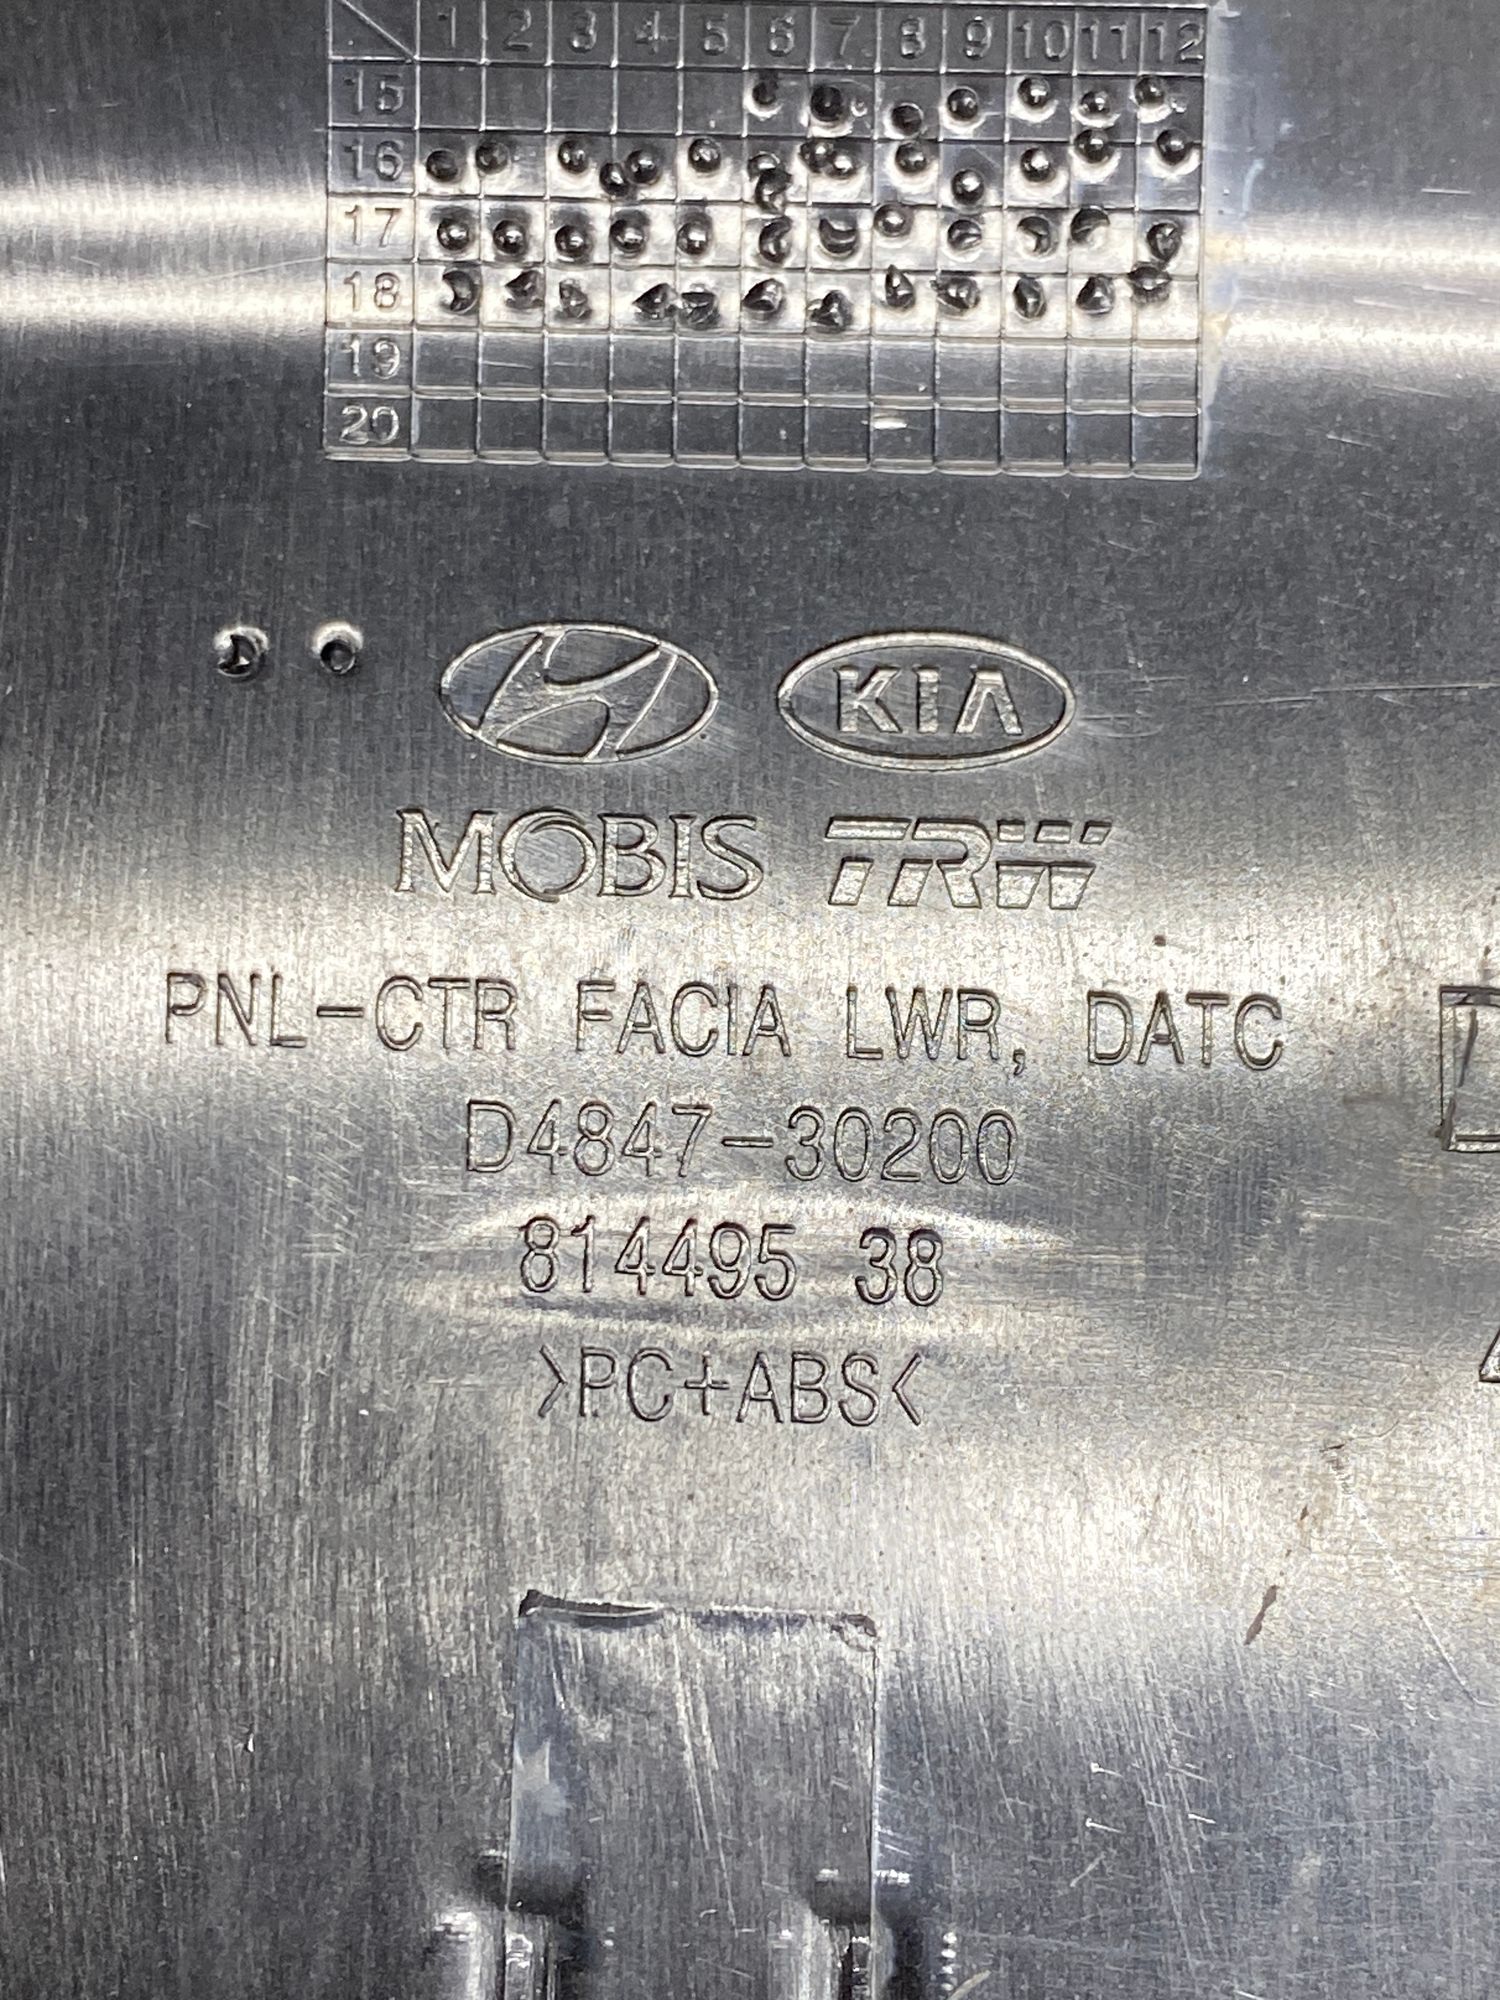 1 2 3 4 5 6 7 8 9 10 11 12
15
16
17
18
19
20
KIA
MOBIS TRW
PNL-CTR FACIA LWR, DATC
D4847-30200
814495 38
>PC+ABS<